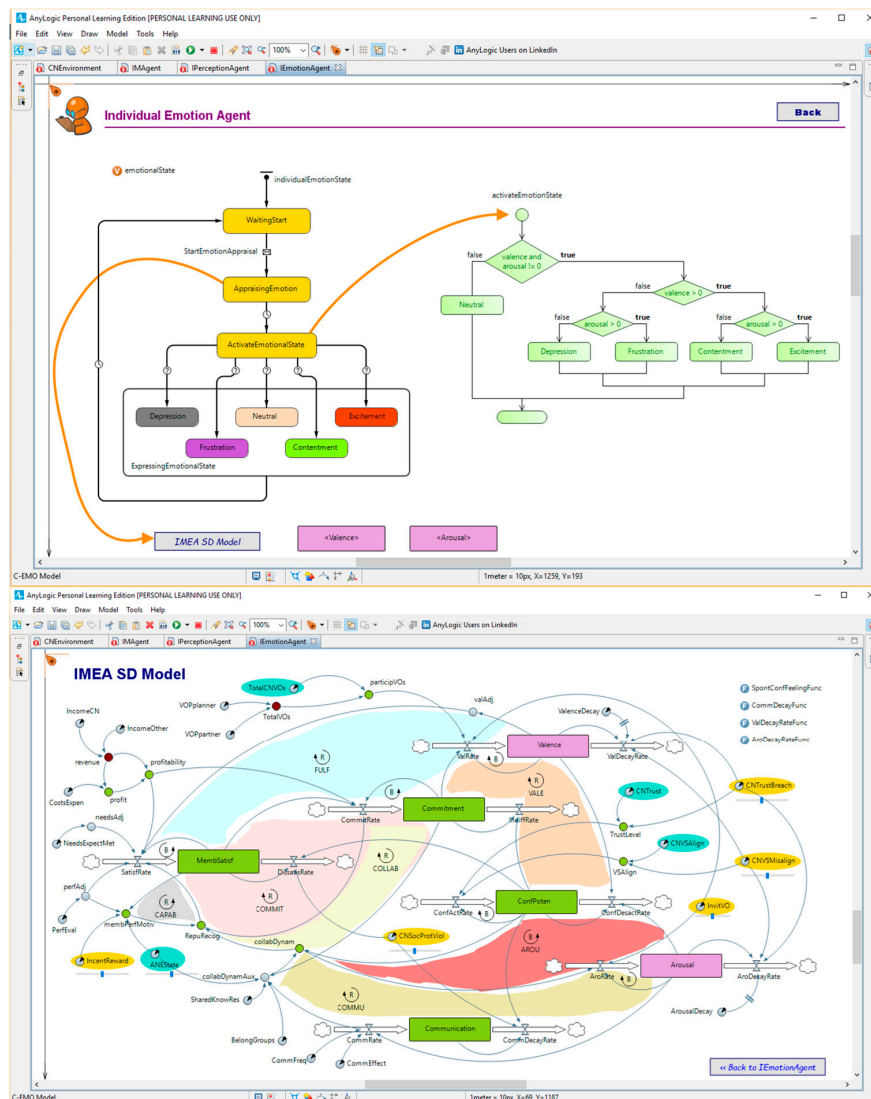 AnyLogic Personal Learning Edition [PERSONAL LEARNING USE ONLY]
File Edit View Draw Model Tools Help
100%
AnyLogic Users on LinkedIn
CNEnvironment IMAgent IPerceptionAgent IEmotionAgent
Individual Emotion Agent
Back
emotionalState
individualEmotionState
WaitingStart
StartEmotionAppraisal
AppraisingEmotion
ActivateEmotionalState
Depression
Neutral
Excitement
Frustration
Contentment
ExpressingEmotionalState
activateEmotionState
false
valence and
arousal != 0
true
Neutral
false
valence > 0
true
false
arousal > 0
true
false
arousal > 0
true
Depression
Frustration
Contentment
Excitement
IMEA SD Model
<Valence>
<Arousal>
C-EMO Model
1meter = 10px, X=1259, Y=193
AnyLogic Personal Learning Edition [PERSONAL LEARNING USE ONLY]
File Edit View Draw Model Tools Help
100%
AnyLogic Users on LinkedIn
CNEnvironment IMAgent IPerceptionAgent IEmotionAgent
IMEA SD Model
TotalCNVOs
particípVOs
VOPplanner
TotalVOs
VOPpartner
valAdj
ValenceDecay
SpontConfFeelingFunc
CommDecayFunc
ValDecayRateFunc
AroDecayRateFunc
IncomeCN
IncomeOther
revenue
profitability
profit
CostsExpen
R
FULF
ValRate
B
Valence
ValDecayRate
R
VALE
CNTrustBreach
CNTrust
TrustLevel
needsAdj
NeedsExpectMet
B
CommitRate
Commitment
IndiffRate
CNVSAlign
VSAlign
CNVSMisalign
SatisfRate
B
MembSatisf
DissatisRate
R
COLLAB
perfAdj
PerfEval
R
CAPAB
membPerfMotiv
RepuRecog
R
COMMIT
ConfActRate
B
ConfPoten
ConfDesactRate
InvitVO
IncentReward
ANEState
collabDynam
CNSocProtViol
B
AROU
collabDynamAux
AroRate
B
Arousal
AroDecayRate
SharedKnowRes
R
COMMU
ArousalDecay
BelongGroups
CommRate
Communication
CommDecayRate
CommFreq
CommEffect
<< Back to IEmotionAgent
C-EMO Model
1meter = 10px, X=69, Y=1187